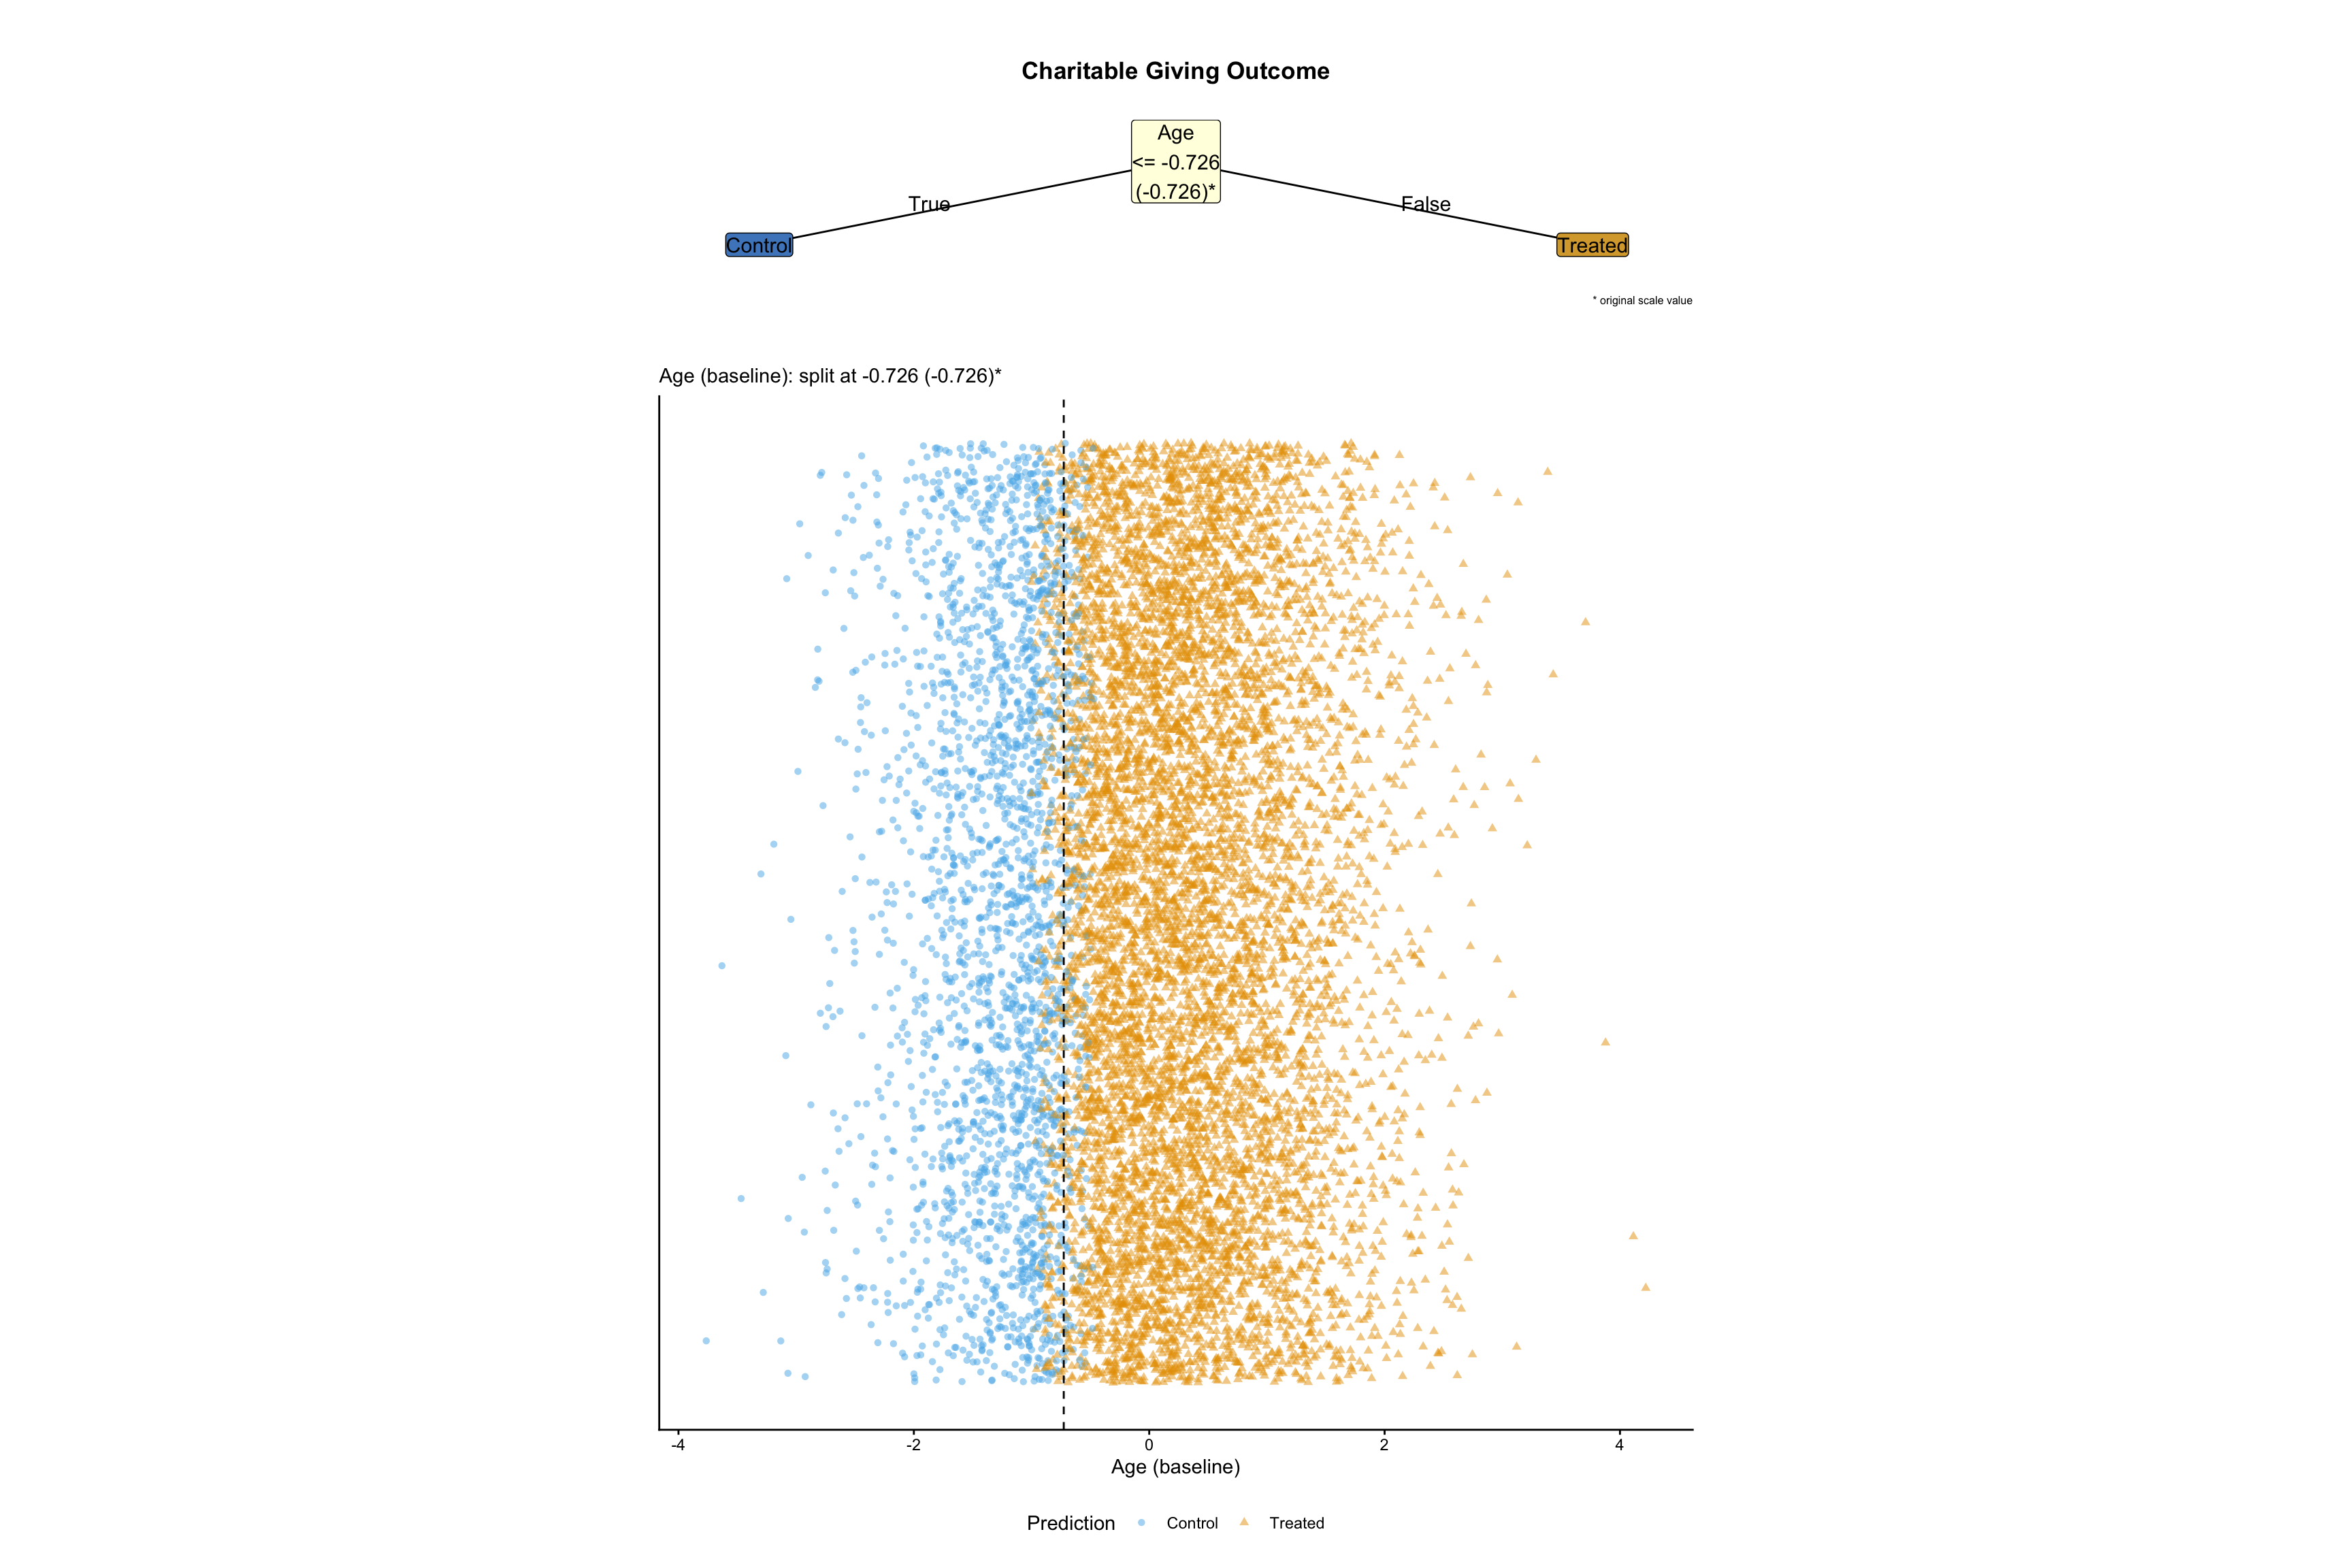 Charitable Giving Outcome
Age
<= -0.726
(-0.726)*
True
False
Control
Treated
* original scale value
Age (baseline): split at -0.726 (-0.726)*
-4
-2
0
2
4
Age (baseline)
Prediction
Control
Treated